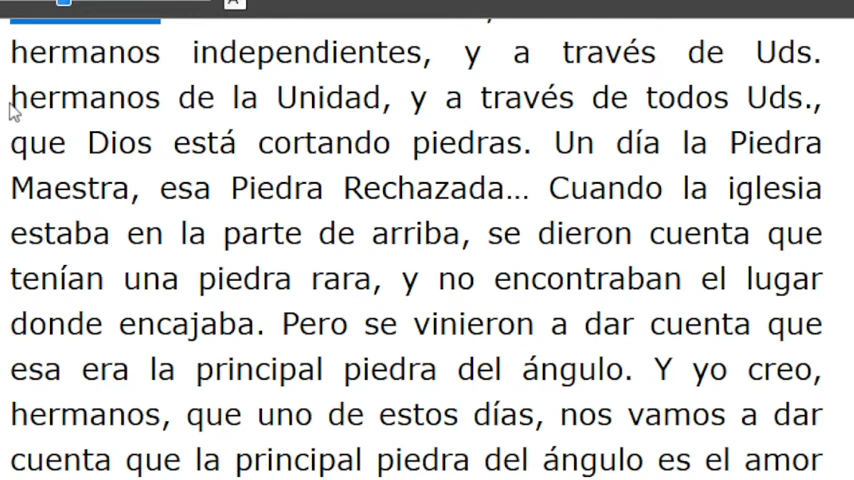 hermanos independientes, y a través de Uds.
hermanos de la Unidad, y a través de todos Uds.,
que Dios está cortando piedras. Un día la Piedra
Maestra, esa Piedra Rechazada... Cuando la iglesia
estaba en la parte de arriba, se dieron cuenta que
tenían una piedra rara, y no encontraban el lugar
donde encajaba. Pero se vinieron a dar cuenta que
esa era la principal piedra del ángulo. Y yo creo,
hermanos, que uno de estos días, nos vamos a dar
cuenta que la principal piedra del ángulo es el amor